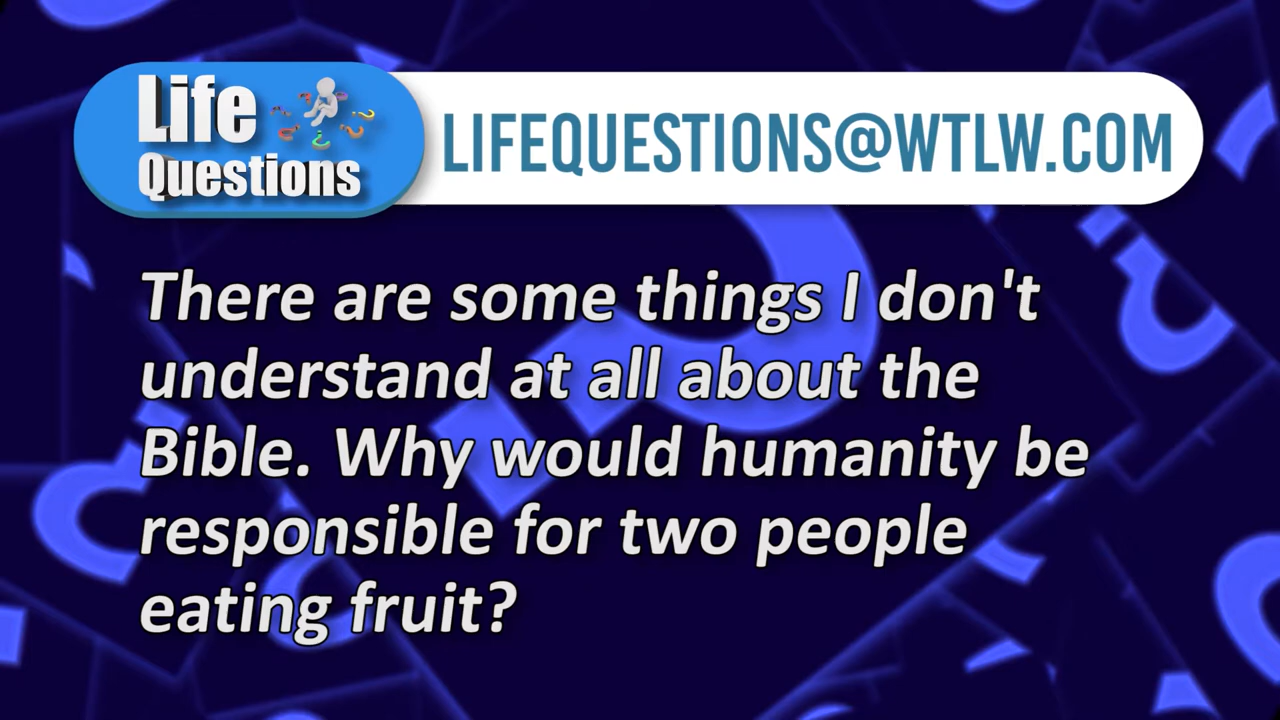 Life
Questions
LIFEQUESTIONS@WTLW.COM
There are some things I don't
understand at all about the
Bible. Why would humanity be
responsible for two people
eating fruit?